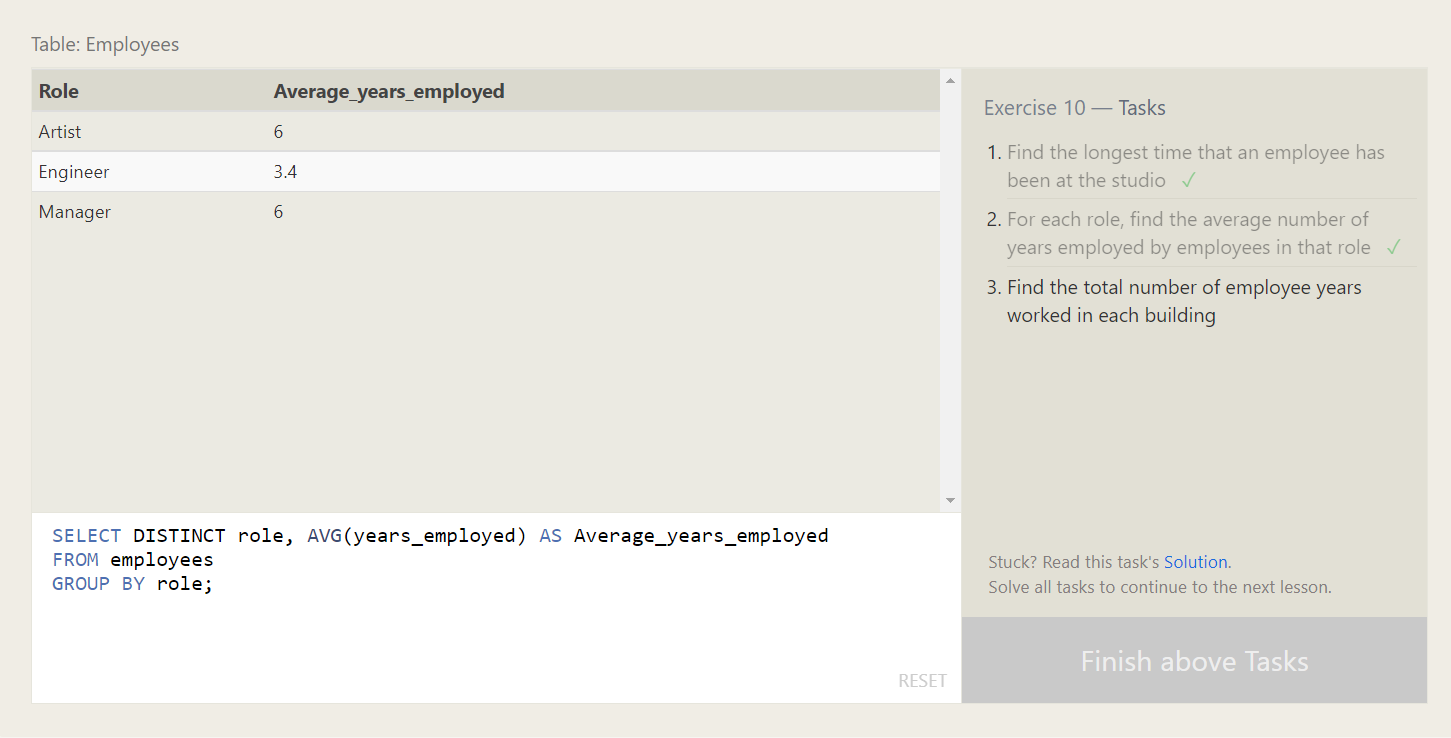 Table: Employees
Role Average_years_employed
Artist 6
Engineer 3.4
Manager 6
SELECT DISTINCT role, AVG(years_employed) AS Average_years_employed
FROM employees
GROUP BY role;
RESET
Exercise 10 — Tasks
1. Find the longest time that an employee has
been at the studio ✓
2. For each role, find the average number of
years employed by employees in that role ✓
3. Find the total number of employee years
worked in each building
Stuck? Read this task's Solution.
Solve all tasks to continue to the next lesson.
Finish above Tasks